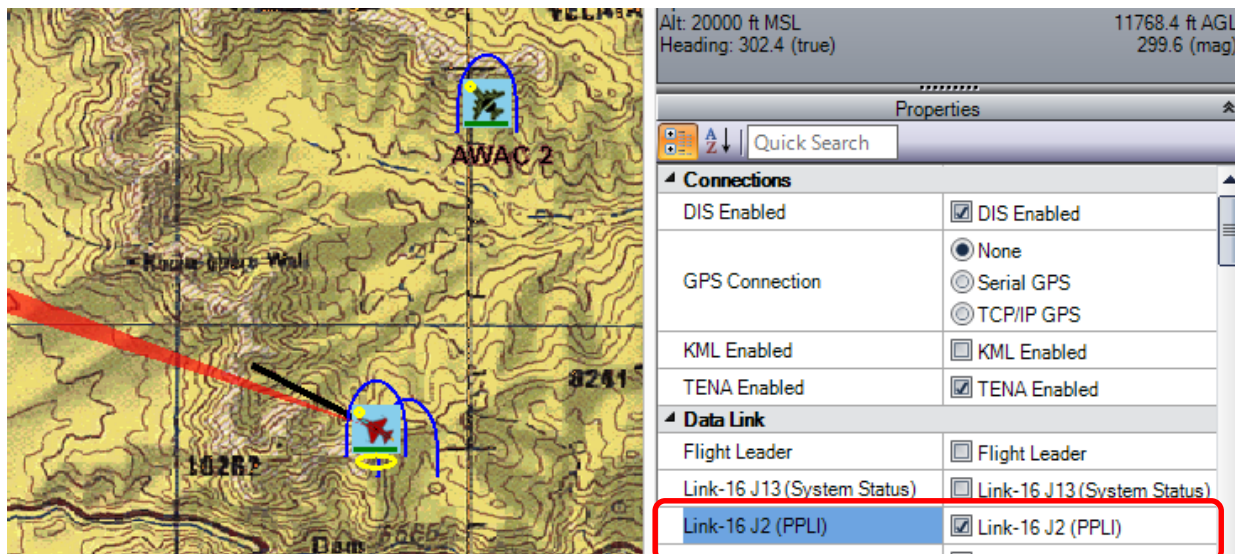 AWAC 2
8241
10267
Dam
Alt: 20000 ft MSL
11768.4 ft AGL
Heading: 302.4 (true)
299.6 (mag)
Properties
Quick Search
Connections
DIS Enabled
DIS Enabled
GPS Connection
None
Serial GPS
TCP/IP GPS
KML Enabled
KML Enabled
TENA Enabled
TENA Enabled
Data Link
Flight Leader
Flight Leader
Link-16 J13 (System Status)
Link-16 J13 (System Status)
Link-16 J2 (PPLI)
Link-16 J2 (PPLI)